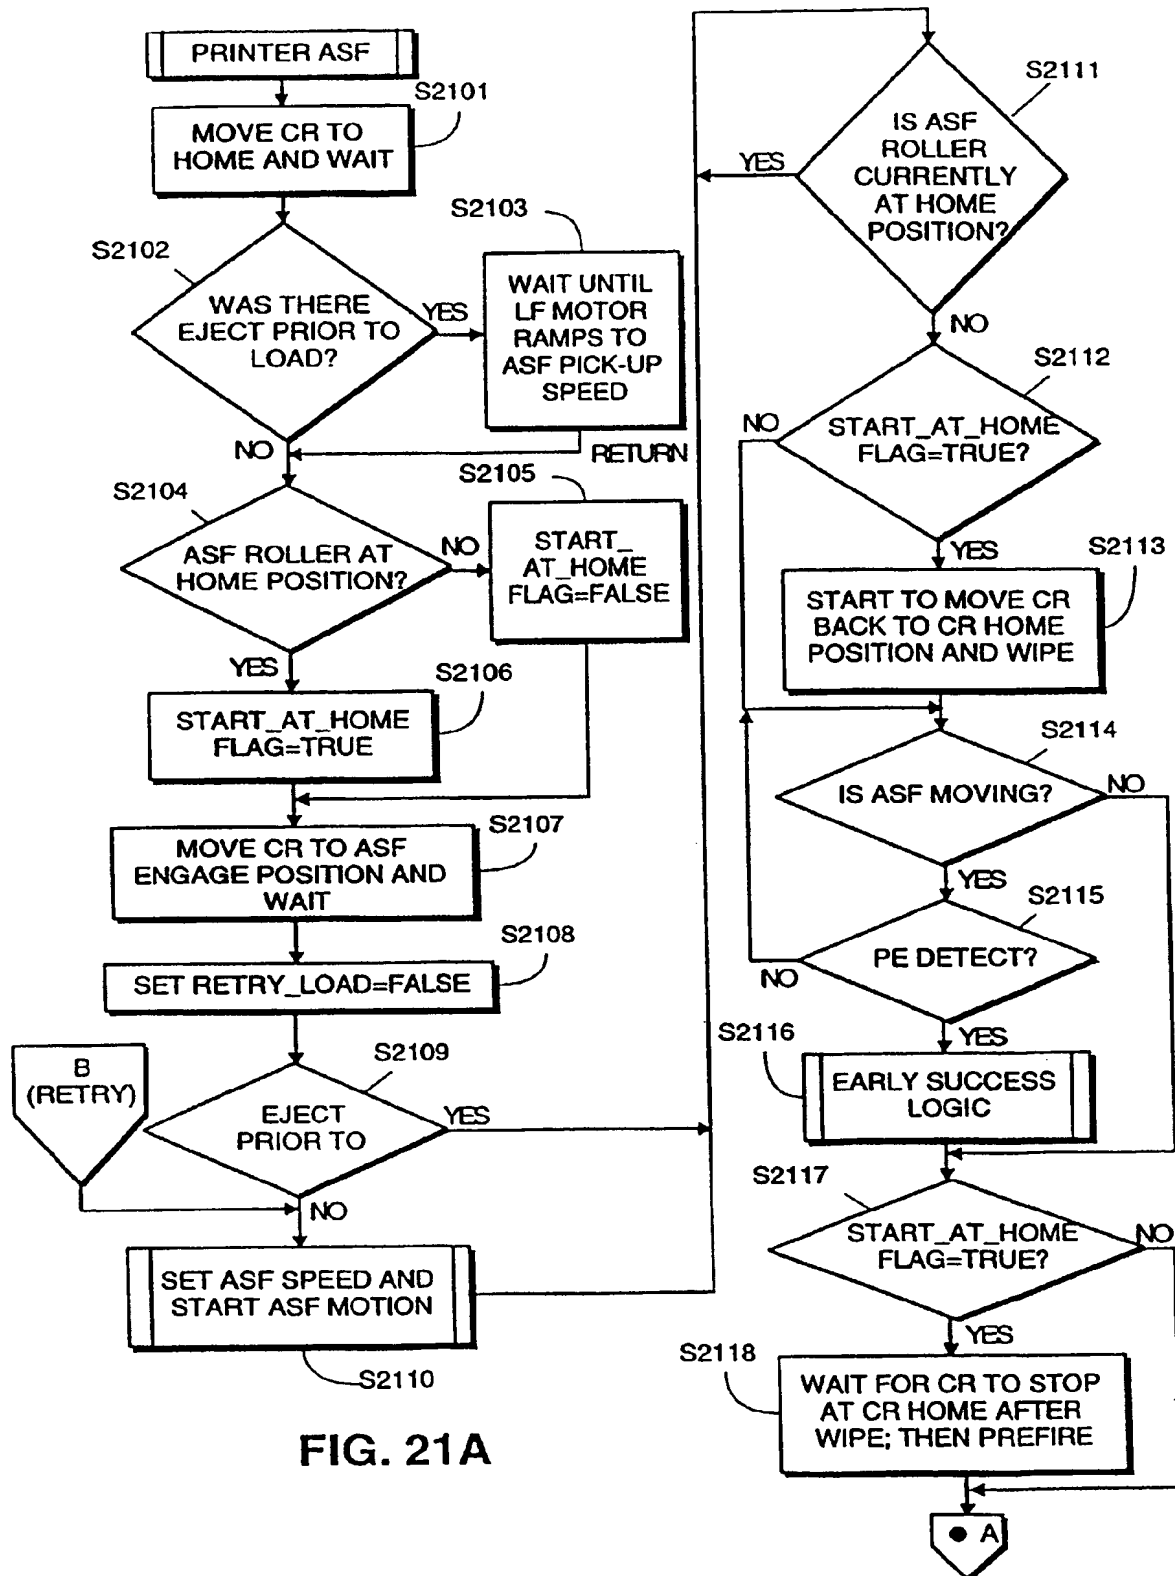 PRINTER ASF
S2101
MOVE CR TO
HOME AND WAIT
S2102
WAS THERE
EJECT PRIOR TO
LOAD?
YES
NO
S2103
WAIT UNTIL
LF MOTOR
RAMPS TO
ASF PICK-UP
SPEED
RETURN
S2104
ASF ROLLER AT
HOME POSITION?
NO
YES
S2105
START_
AT_HOME
FLAG=FALSE
S2106
START_AT_HOME
FLAG=TRUE
S2107
MOVE CR TO ASF
ENGAGE POSITION AND
WAIT
S2108
SET RETRY_LOAD=FALSE
B
(RETRY)
S2109
EJECT
PRIOR TO
YES
NO
SET ASF SPEED AND
START ASF MOTION
S2110
FIG. 21A
S2111
IS ASF
ROLLER
CURRENTLY
AT HOME
POSITION?
YES
NO
S2112
START_AT_HOME
FLAG=TRUE?
NO
YES
S2113
START TO MOVE CR
BACK TO CR HOME
POSITION AND WIPE
S2114
IS ASF MOVING?
NO
YES
S2115
PE DETECT?
NO
YES
S2116
EARLY SUCCESS
LOGIC
S2117
START_AT_HOME
FLAG=TRUE?
NO
YES
S2118
WAIT FOR CR TO STOP
AT CR HOME AFTER
WIPE; THEN PREFIRE
A